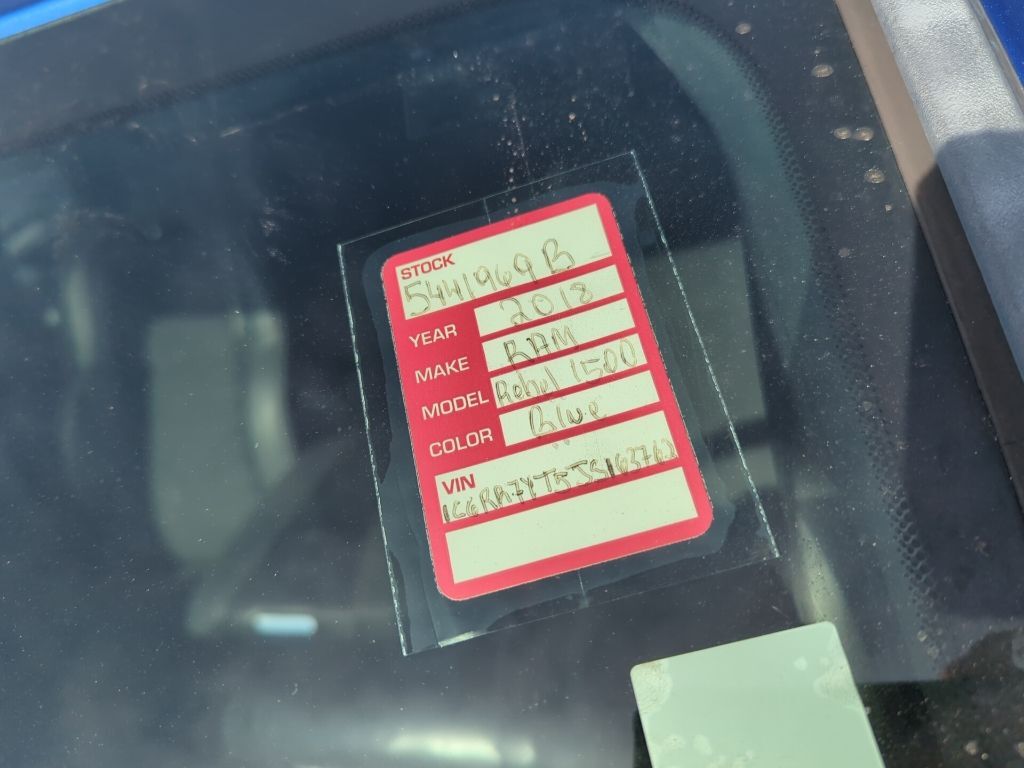 STOCK
5441969B
YEAR 2018
MAKE RAM
MODEL Rebel 1500
COLOR Blue
VIN
1C6RR7YT5JS163762